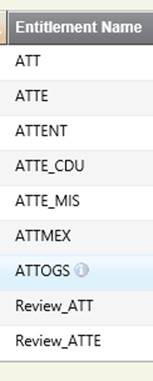 Entitlement Name
ATT
ATTE
ATTENT
ATTE_CDU
ATTE_MIS
ATTMEX
ATTOGS
Review_ATT
Review_ATTE